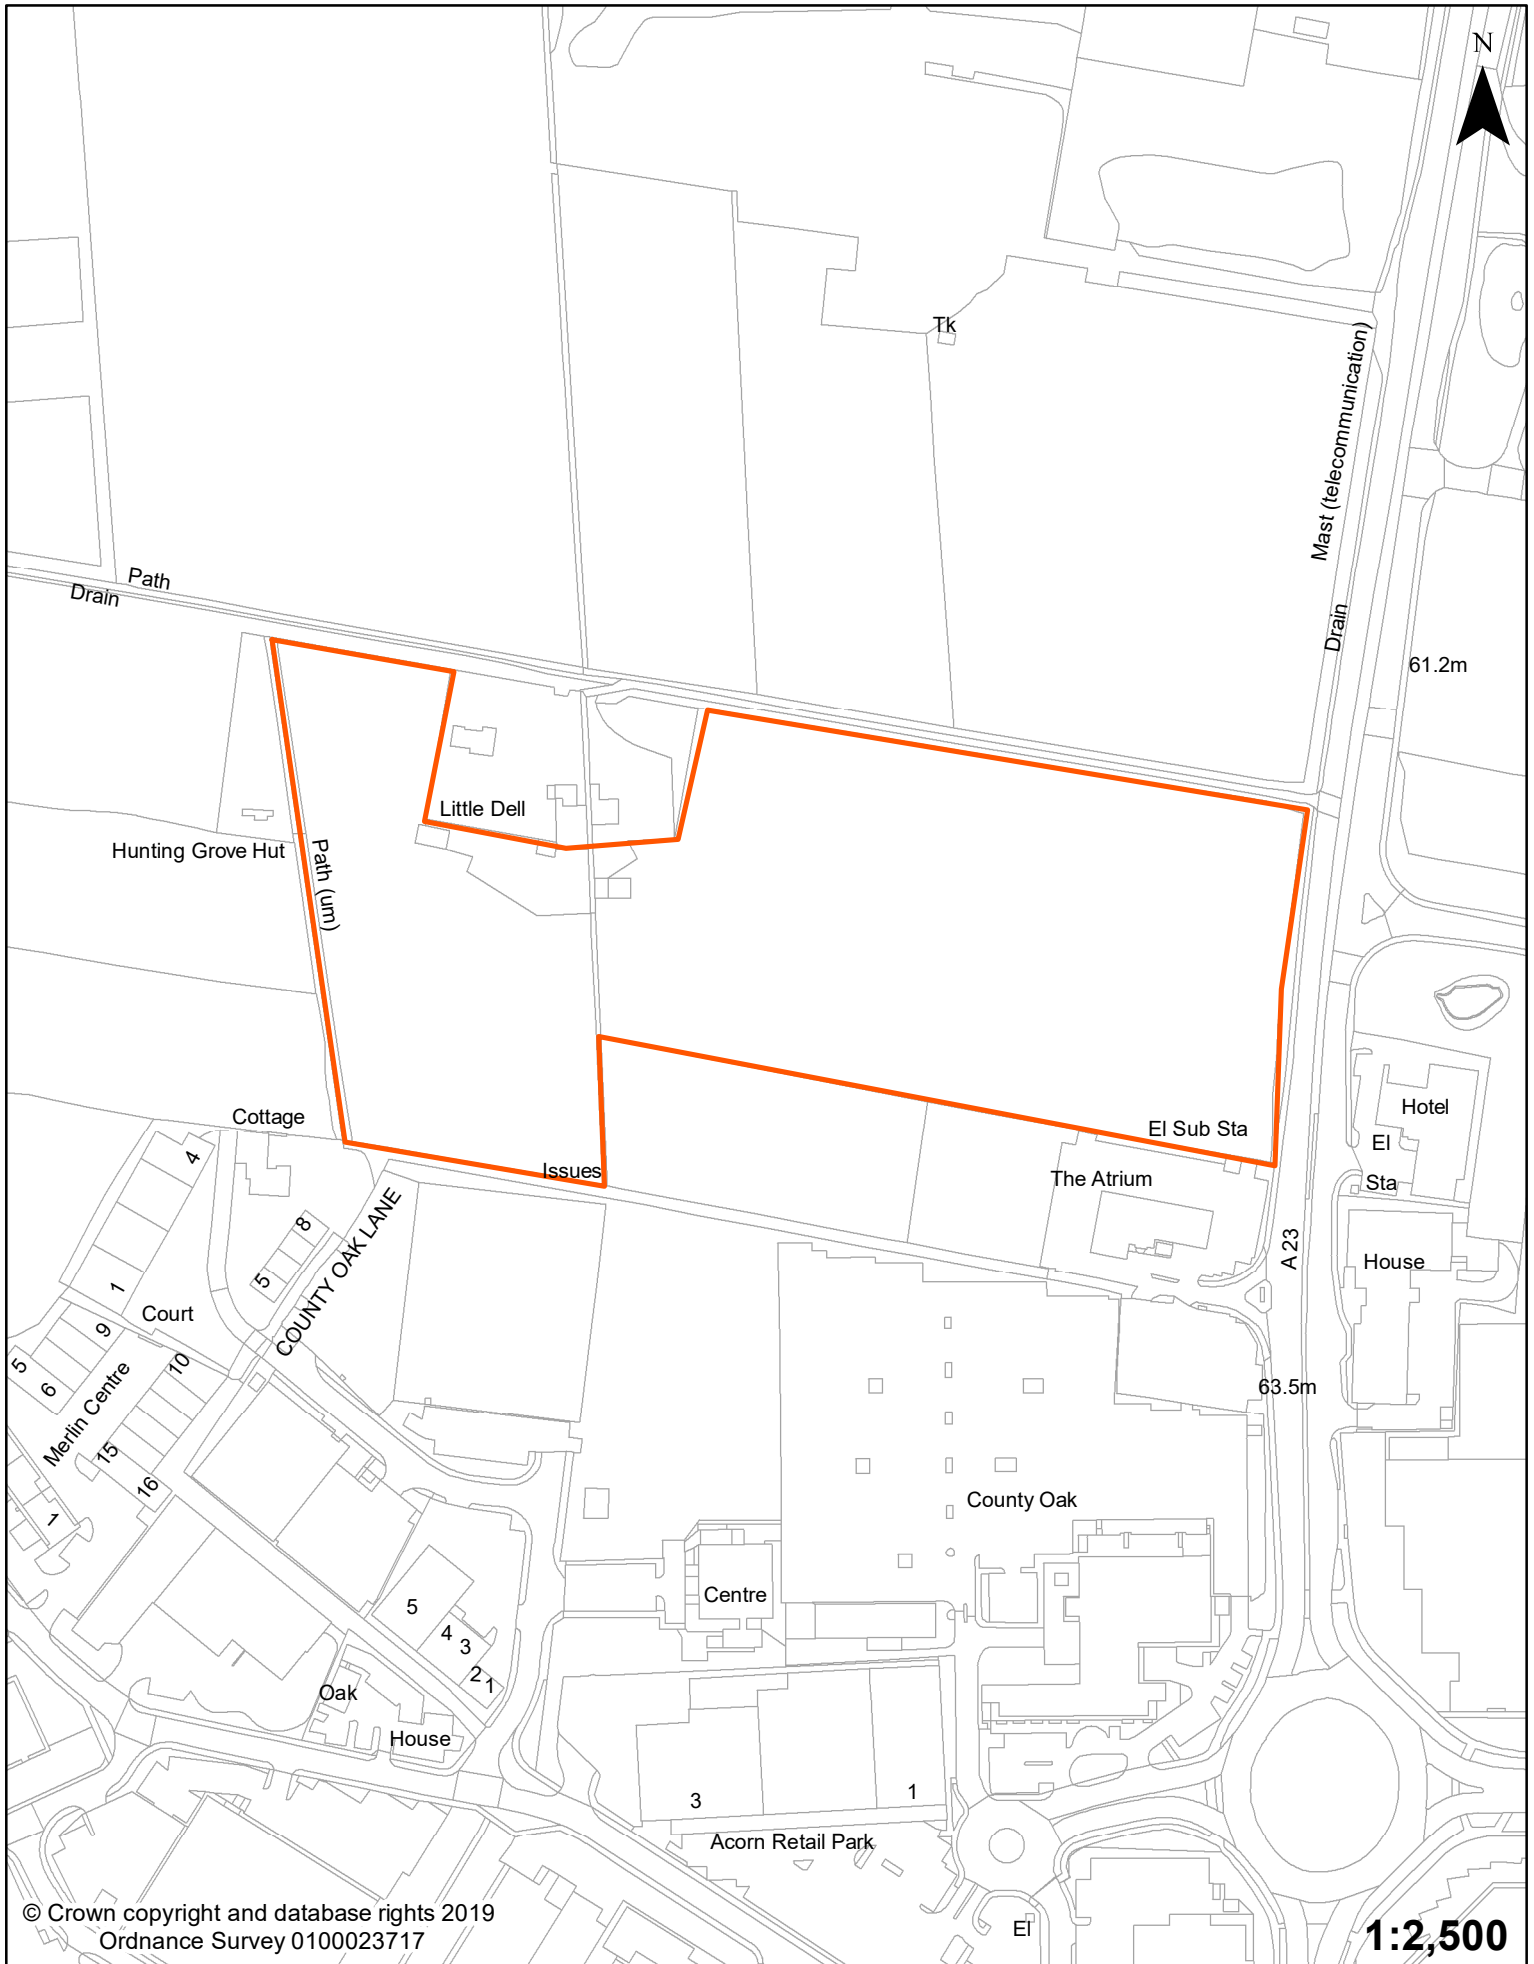 N
Tk
Mast (telecommunication)
Path
Drain
Drain
61.2m
Little Dell
Hunting Grove Hut
Path (um)
Cottage
Hotel
El Sub Sta
El
Issues
The Atrium
Sta
4
COUNTY OAK LANE
8
A 23
House
5
1
Court
9
5
6
10
63.5m
Merlin Centre
15
16
1
County Oak
Centre
5
4
3
2
1
Oak
House
3
1
Acorn Retail Park
© Crown copyright and database rights 2019
Ordnance Survey 0100023717
El
1:2,500